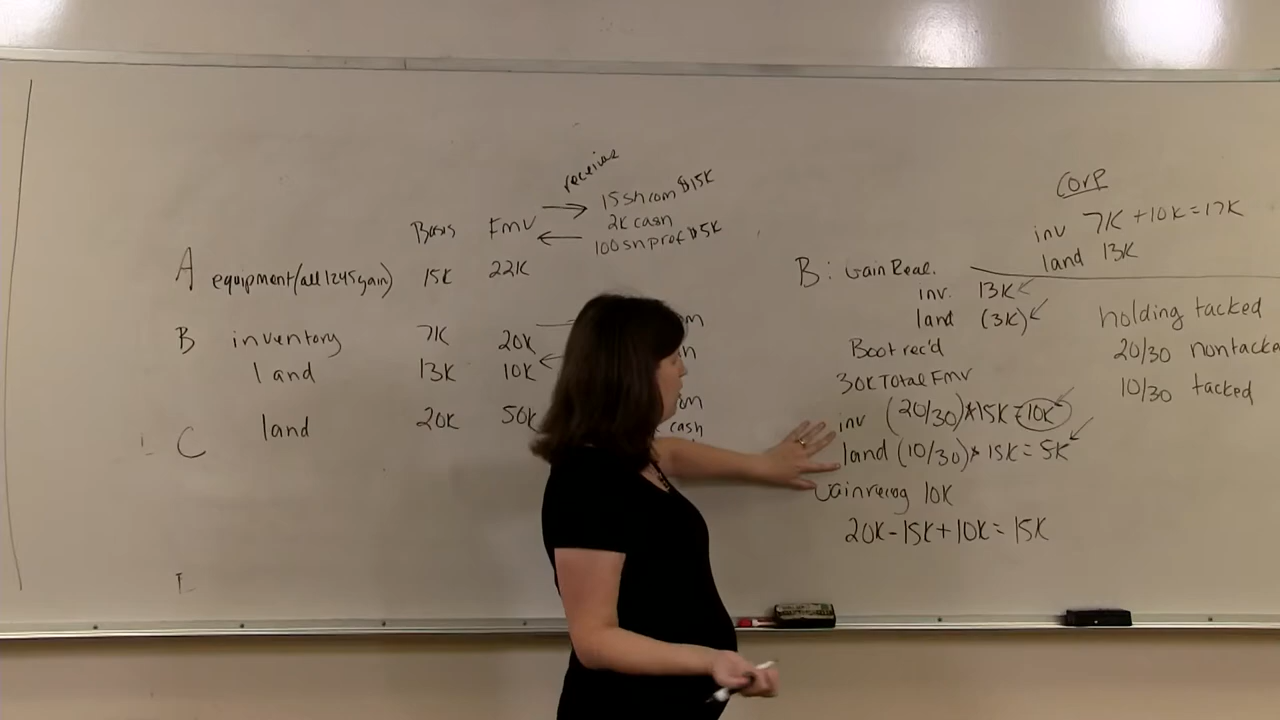 receives
15 sh com $15K
2K cash
100 sh pref $5K
Basis FMV
A equipment (all 1245 gain) 15K 22K
B inventory 7K 20K
land 13K 10K
C land 20K 50K
cash
Corp
inv 7K + 10K = 17K
land 13K
B: Gain Real.
inv. 13K
land (3K)
Boot rec'd
30K Total FMV
inv (20/30) * 15K = 10K
land (10/30) * 15K = 5K
Gain recog 10K
20K - 15K + 10K = 15K
holding tacked
20/30
10/30 tacked